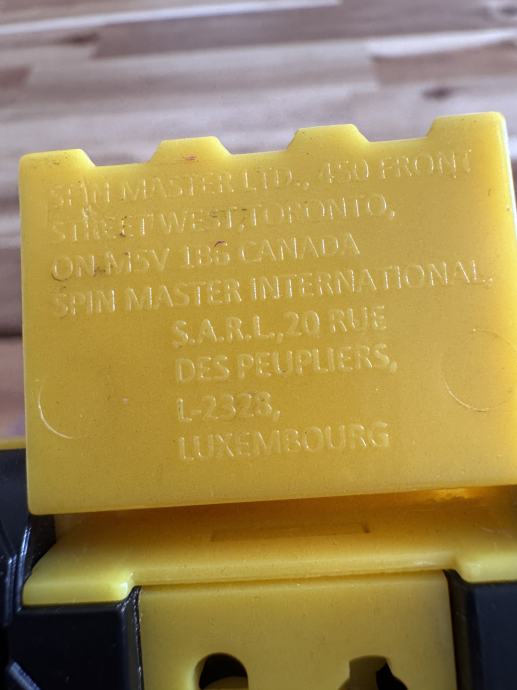 SPIN MASTER LTD., 450 FRONT
STREET WEST, TORONTO,
ON M5V 1B6 CANADA
SPIN MASTER INTERNATIONAL,
S.A.R.L., 20 RUE
DES PEUPLIERS,
L-2328,
LUXEMBOURG